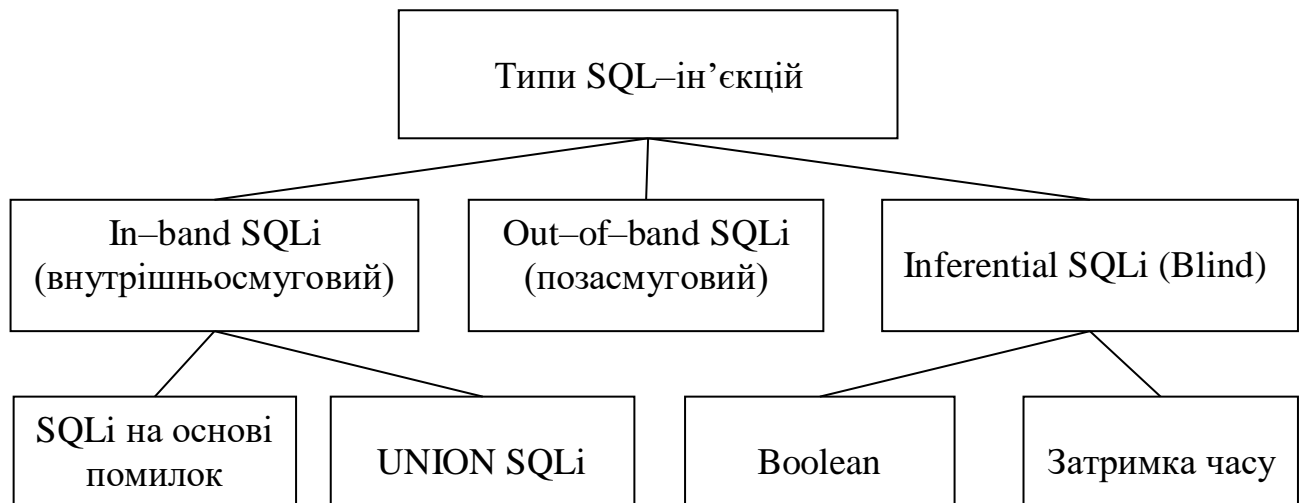 Типи SQL–ін’єкцій
In–band SQLi
(внутрішньосмуговий)
Out–of–band SQLi
(позасмуговий)
Inferential SQLi (Blind)
SQLi на основі
помилок
UNION SQLi
Boolean
Затримка часу